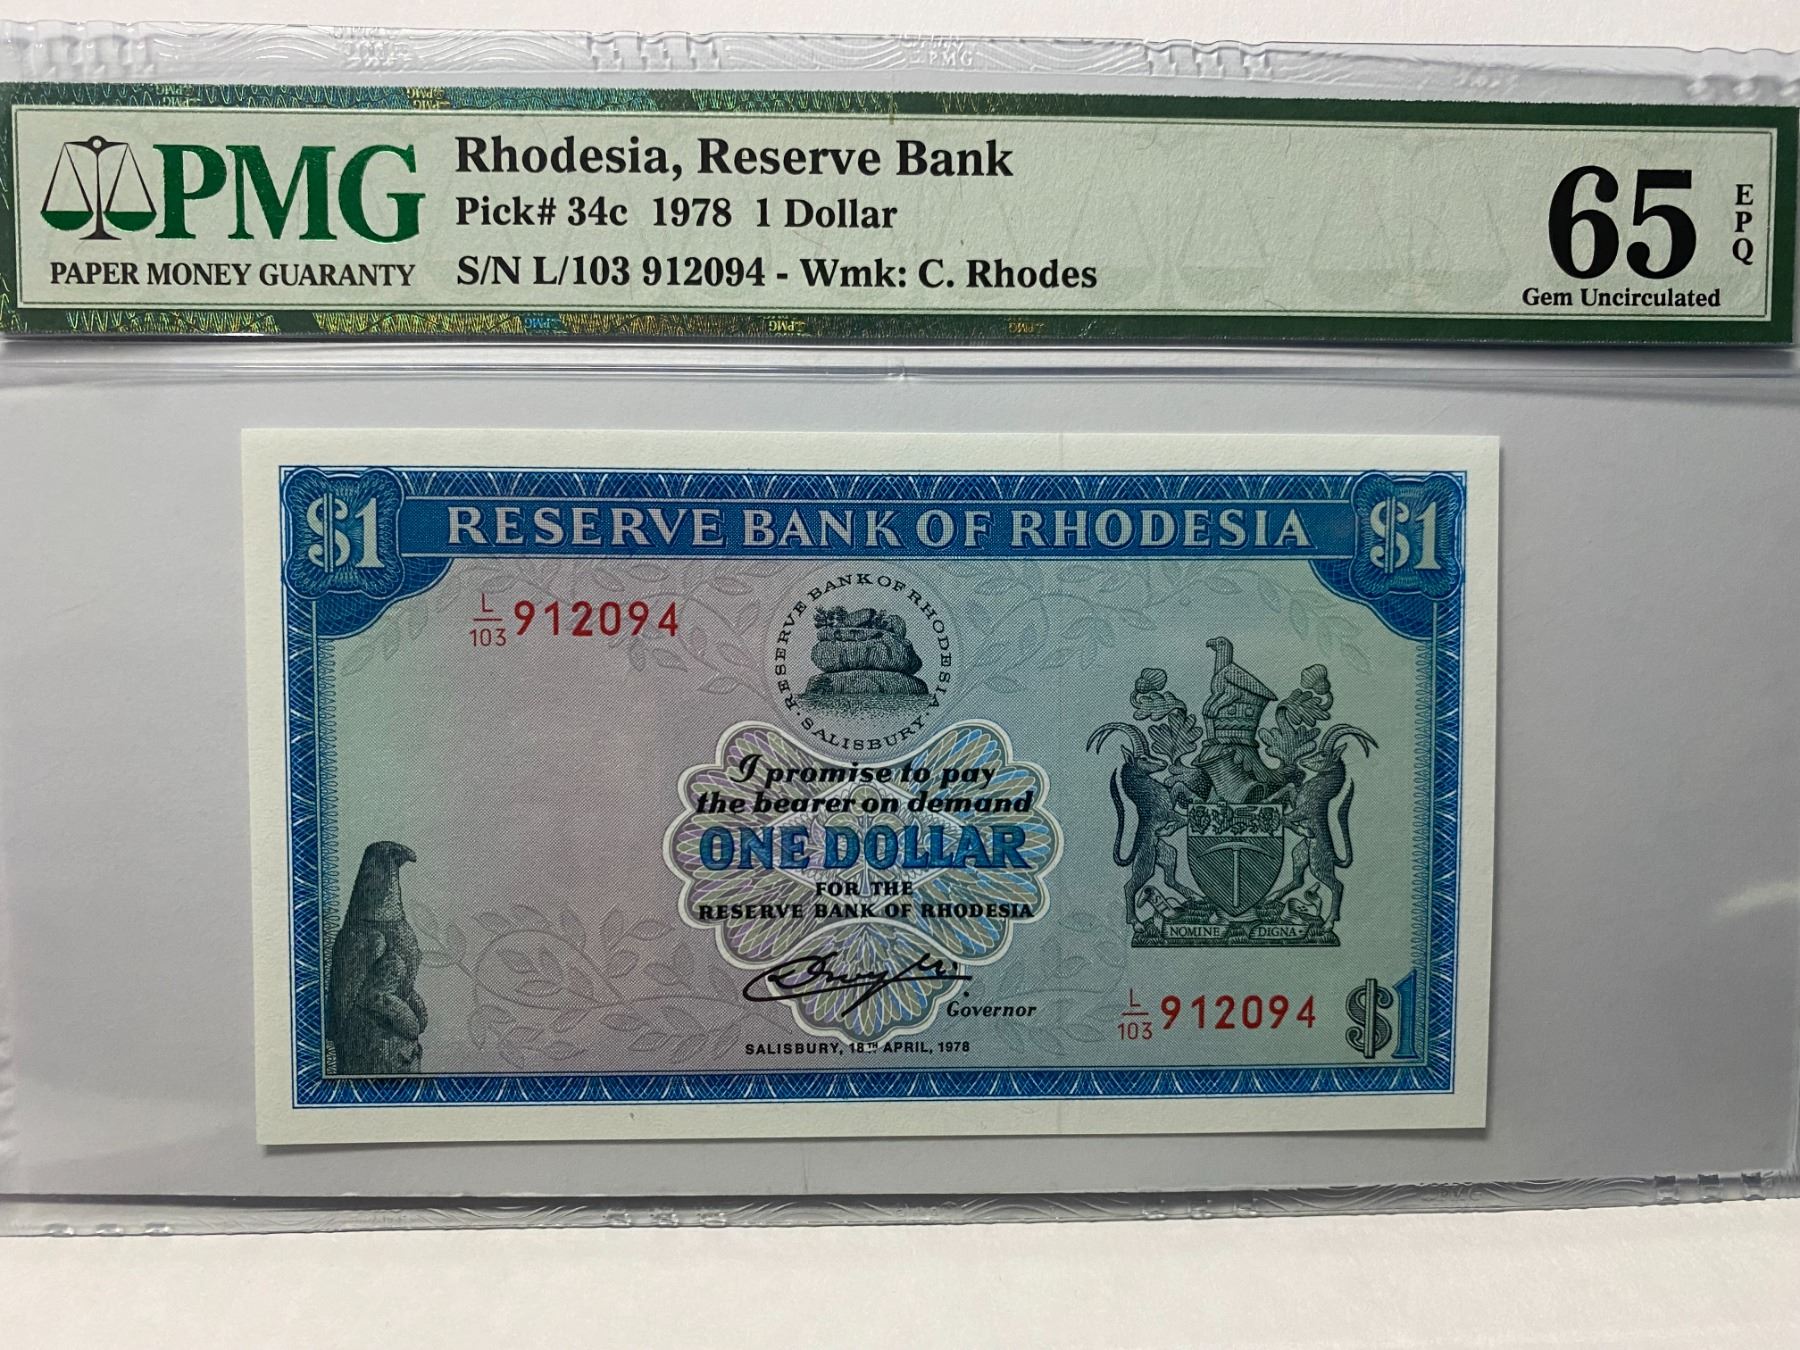 PMG
PAPER MONEY GUARANTY
Rhodesia, Reserve Bank
Pick# 34c 1978 1 Dollar
S/N L/103 912094 - Wmk: C. Rhodes
65
EPQ
Gem Uncirculated
$1 RESERVE BANK OF RHODESIA $1
L/103 912094
RESERVE BANK OF RHODESIA
· SALISBURY ·
I promise to pay
the bearer on demand
ONE DOLLAR
FOR THE
RESERVE BANK OF RHODESIA
SIT NOMINE DIGNA
Governor
L/103 912094
$1
SALISBURY, 18TH APRIL, 1978